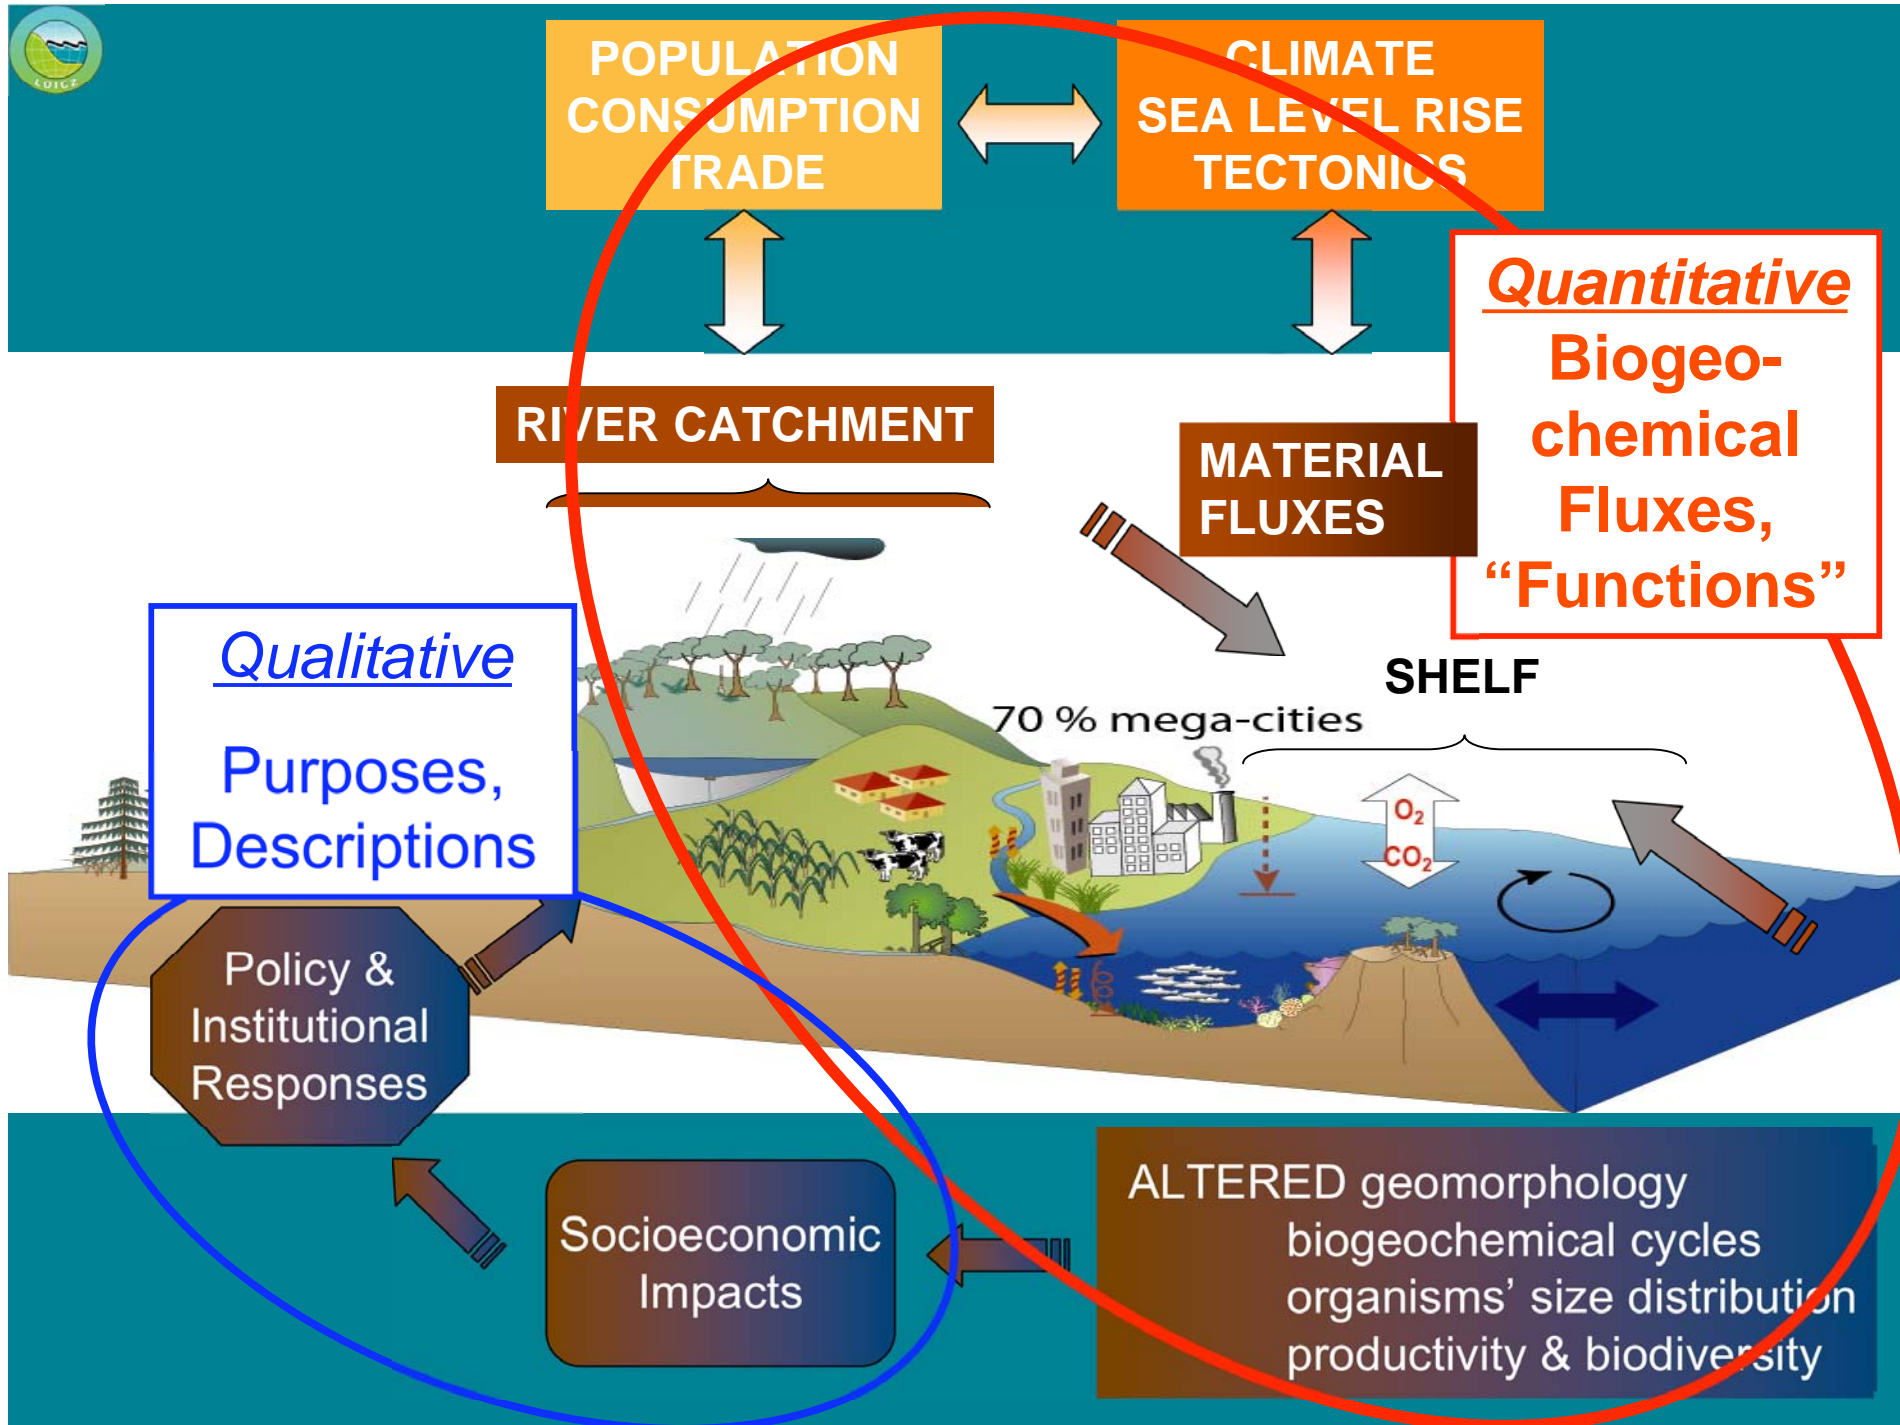 LOICZ
POPULATION
CONSUMPTION
TRADE
CLIMATE
SEA LEVEL RISE
TECTONICS
Quantitative
Biogeo-
chemical
Fluxes,
“Functions”
RIVER CATCHMENT
MATERIAL
FLUXES
Qualitative
Purposes,
Descriptions
SHELF
70 % mega-cities
O2
CO2
Policy &
Institutional
Responses
Socioeconomic
Impacts
ALTERED geomorphology
biogeochemical cycles
organisms’ size distribution
productivity & biodiversity